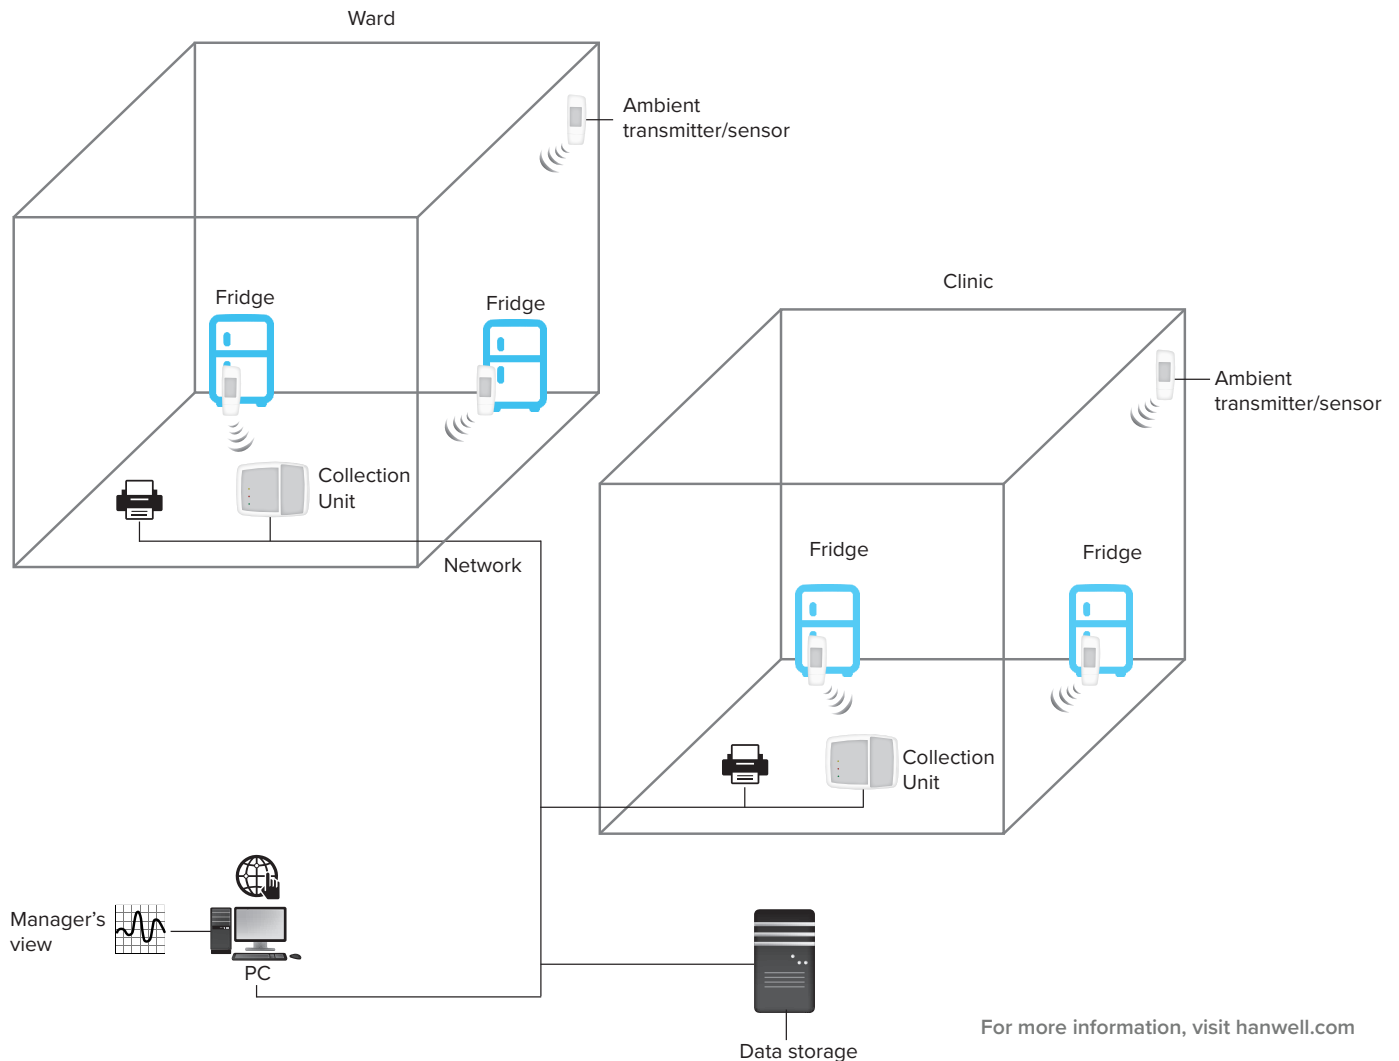 Ward
Ambient
transmitter/sensor
Clinic
Fridge
Fridge
Ambient
transmitter/sensor
Collection
Unit
Fridge
Fridge
Network
Collection
Unit
Manager's
view
PC
For more information, visit hanwell.com
Data storage